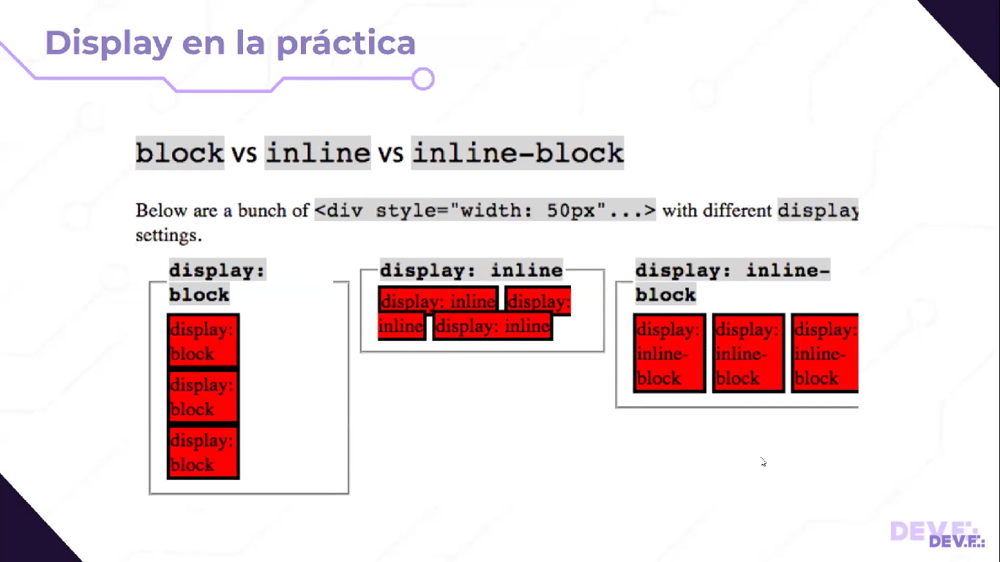 Display en la práctica
block vs inline vs inline-block
Below are a bunch of <div style="width: 50px"...> with different display
settings.
display:
block
display:
block
display:
block
display:
block
display: inline
display: inline display:
inline display: inline
display: inline-
block
display: display: display:
inline- inline- inline-
block block block
DEV.F.:
DEV.F.: